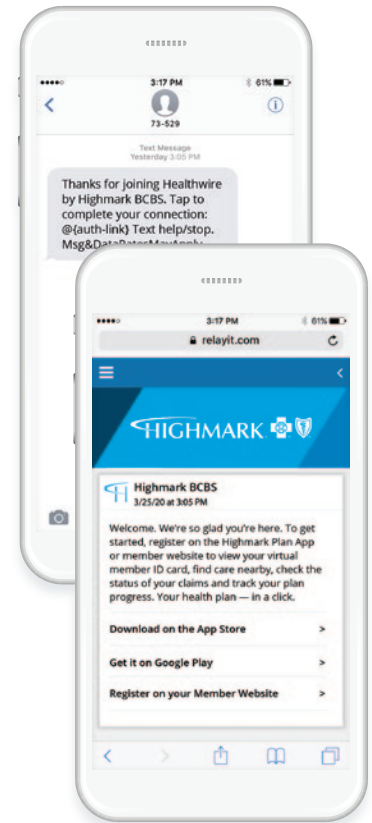 3:17 PM
61%
73-529
Text Message
Yesterday 3:05 PM
Thanks for joining Healthwire
by Highmark BCBS. Tap to
complete your connection:
@{auth-link} Text help/stop.
Msg&DataRatesMayApply
3:17 PM
61%
relayit.com
HIGHMARK
Highmark BCBS
3/25/20 at 3:05 PM
Welcome. We're so glad you're here. To get
started, register on the Highmark Plan App
or member website to view your virtual
member ID card, find care nearby, check the
status of your claims and track your plan
progress. Your health plan — in a click.
Download on the App Store >
Get it on Google Play >
Register on your Member Website >